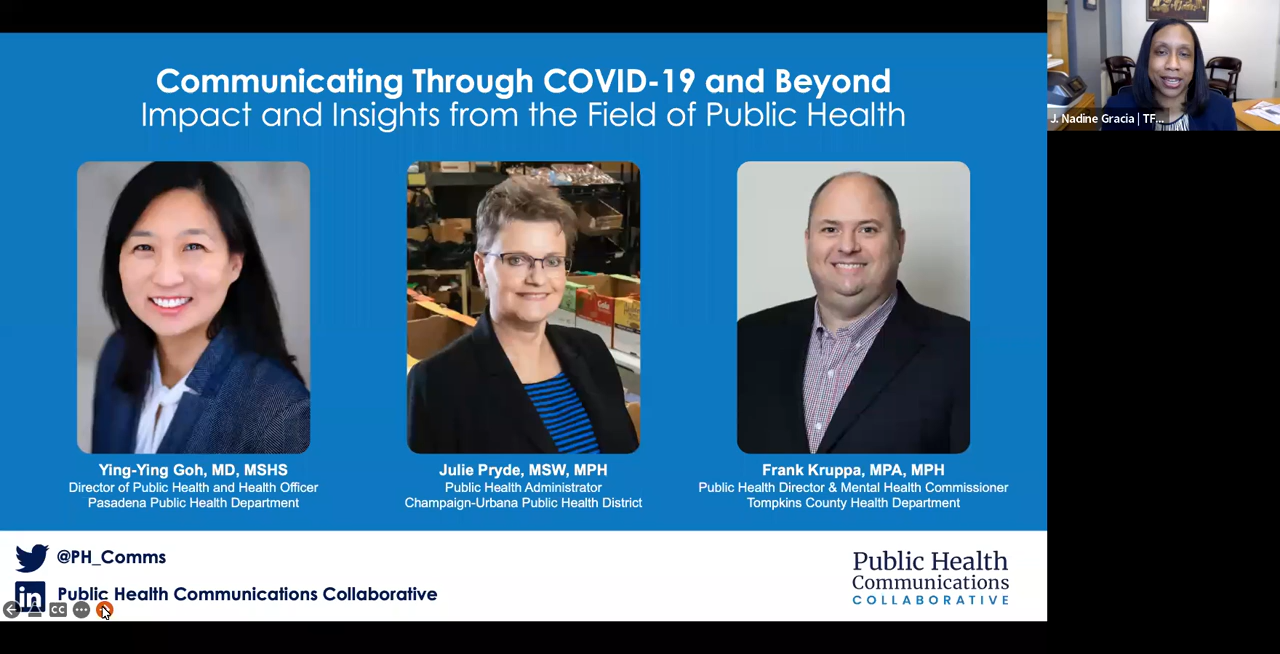 Communicating Through COVID-19 and Beyond
Impact and Insights from the Field of Public Health
J. Nadine Gracia | TF...
Ying-Ying Goh, MD, MSHS
Director of Public Health and Health Officer
Pasadena Public Health Department
Julie Pryde, MSW, MPH
Public Health Administrator
Champaign-Urbana Public Health District
Frank Kruppa, MPA, MPH
Public Health Director & Mental Health Commissioner
Tompkins County Health Department
@PH_Comms
in
Public Health Communications Collaborative
CC
Public Health
Communications
COLLABORATIVE